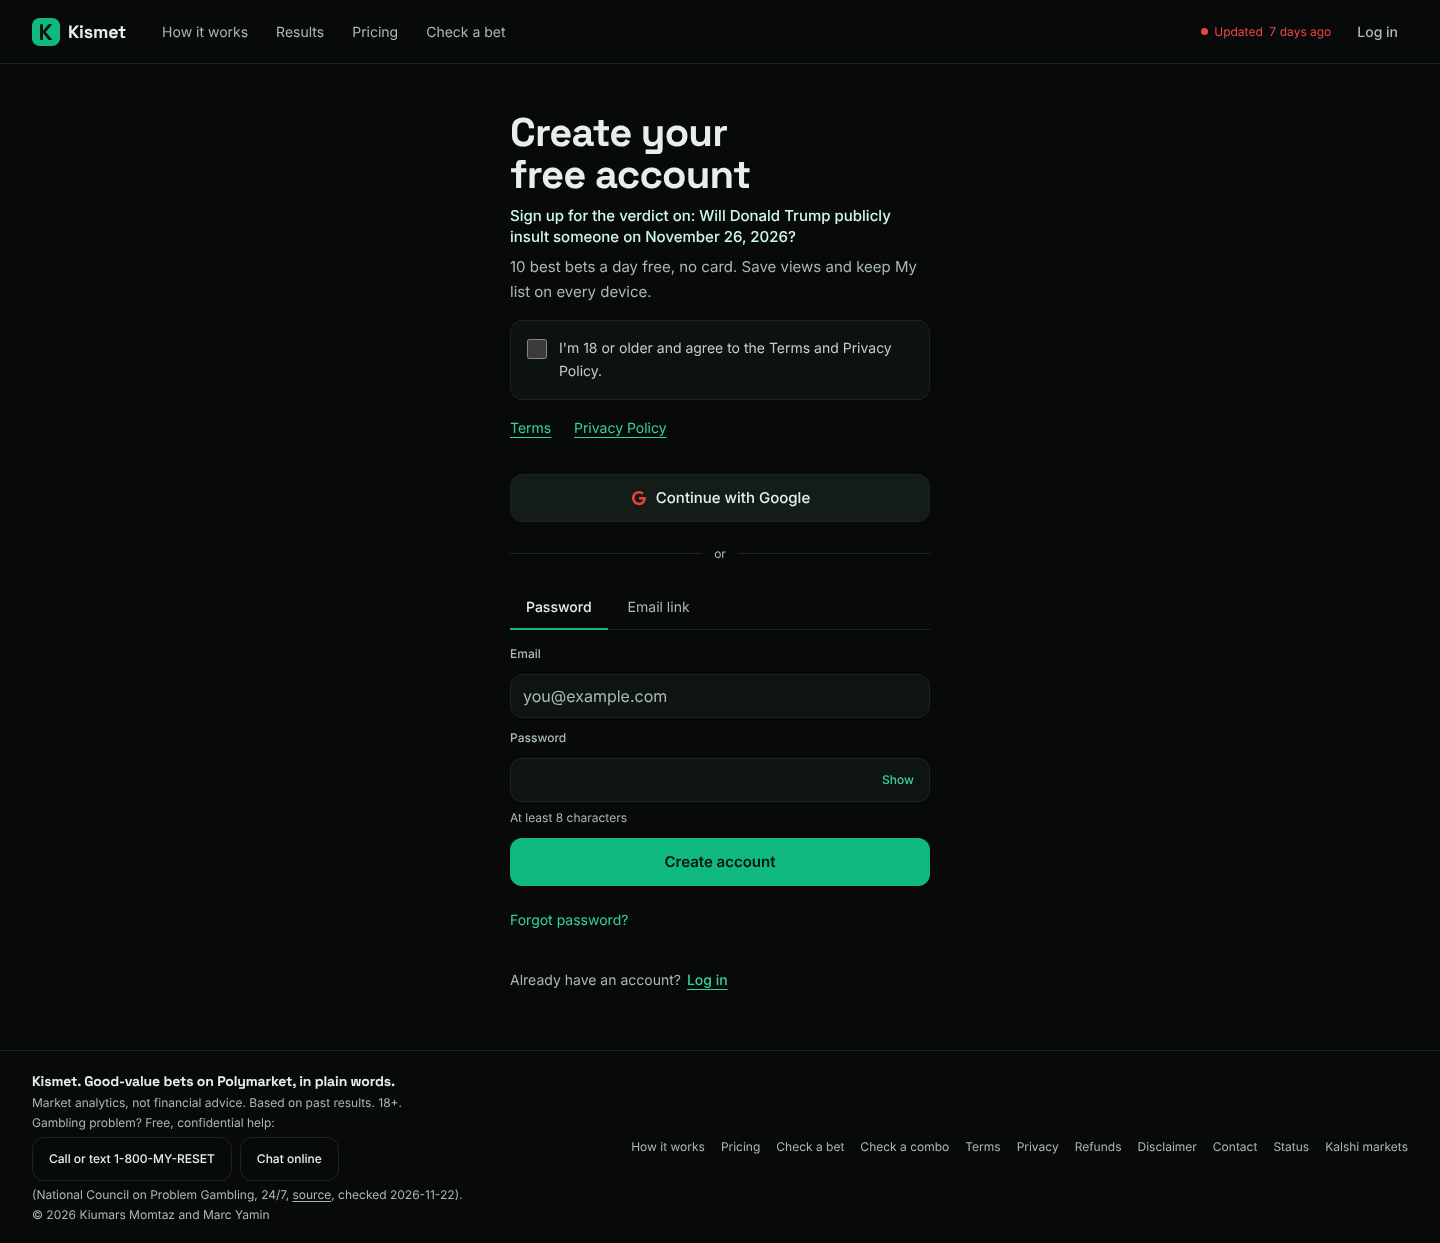 K Kismet How it works Results Pricing Check a bet Updated 7 days ago Log in
Create your
free account
Sign up for the verdict on: Will Donald Trump publicly
insult someone on November 26, 2026?
10 best bets a day free, no card. Save views and keep My
list on every device.
I'm 18 or older and agree to the Terms and Privacy
Policy.
Terms Privacy Policy
G Continue with Google
or
Password Email link
Email
you@example.com
Password
Show
At least 8 characters
Create account
Forgot password?
Already have an account? Log in
Kismet. Good-value bets on Polymarket, in plain words.
Market analytics, not financial advice. Based on past results. 18+.
Gambling problem? Free, confidential help:
Call or text 1-800-MY-RESET Chat online
(National Council on Problem Gambling, 24/7, source, checked 2026-11-22).
© 2026 Kiumars Momtaz and Marc Yamin
How it works Pricing Check a bet Check a combo Terms Privacy Refunds Disclaimer Contact Status Kalshi markets